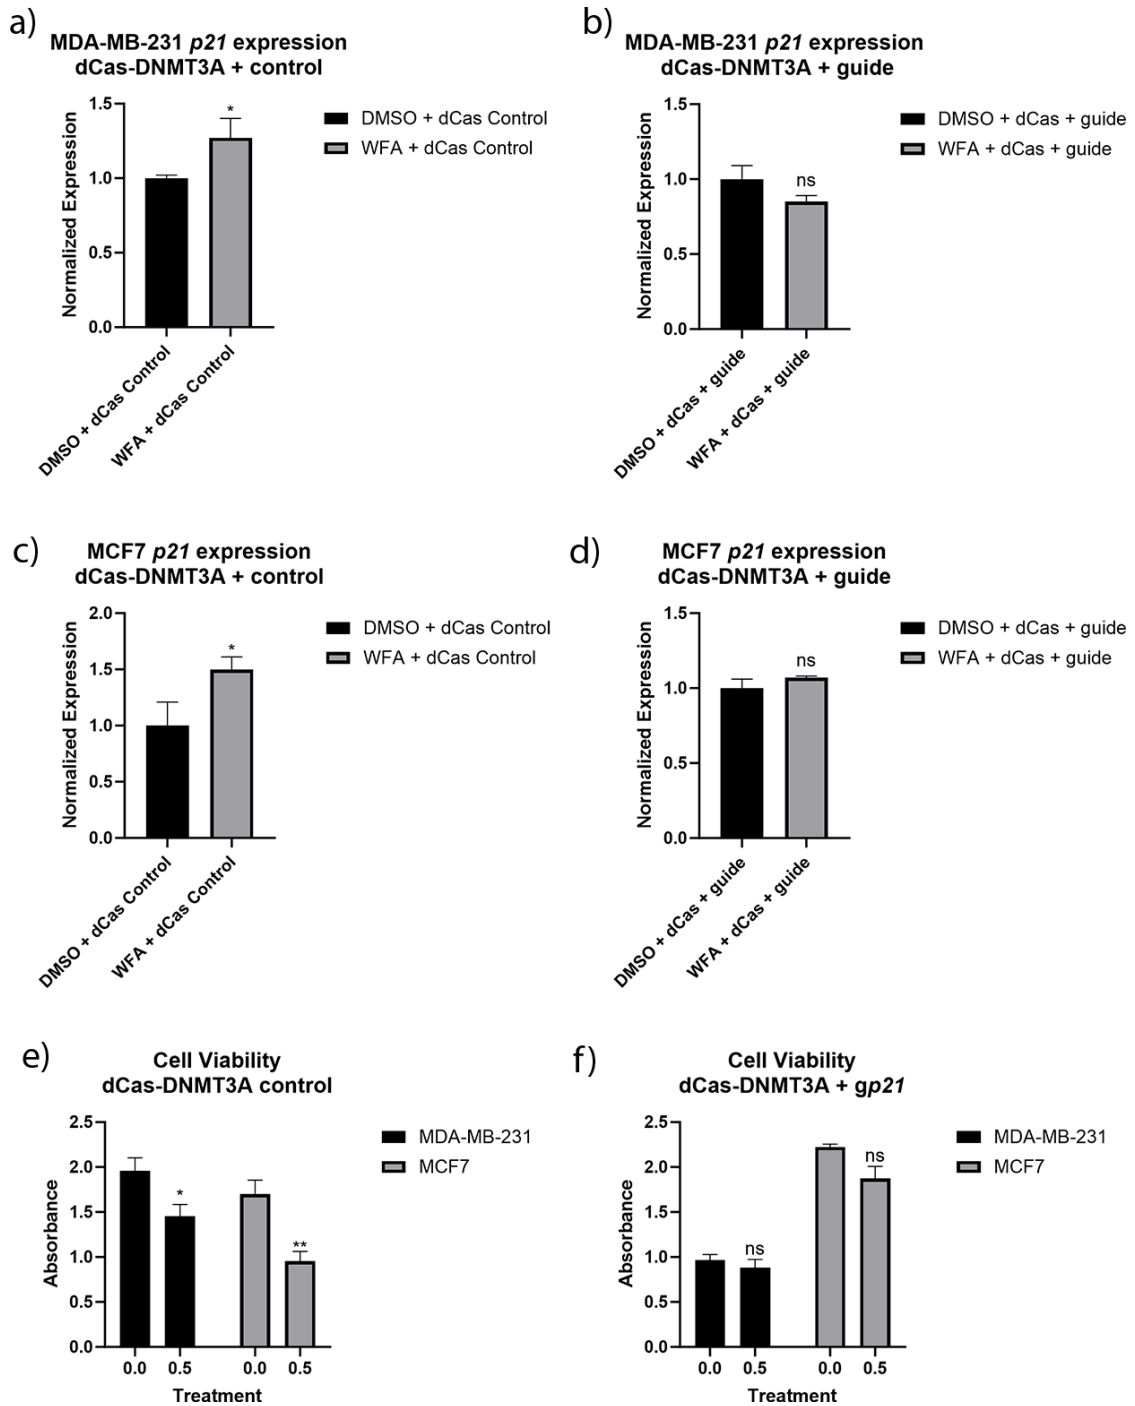 a)
MDA-MB-231 p21 expression
dCas-DNMT3A + control
Normalized Expression
1.5
1.0
0.5
0.0
*
DMSO + dCas Control
WFA + dCas Control
DMSO + dCas Control
WFA + dCas Control
b)
MDA-MB-231 p21 expression
dCas-DNMT3A + guide
Normalized Expression
1.5
1.0
0.5
0.0
ns
DMSO + dCas + guide
WFA + dCas + guide
DMSO + dCas + guide
WFA + dCas + guide
c)
MCF7 p21 expression
dCas-DNMT3A + control
Normalized Expression
2.0
1.5
1.0
0.5
0.0
*
DMSO + dCas Control
WFA + dCas Control
DMSO + dCas Control
WFA + dCas Control
d)
MCF7 p21 expression
dCas-DNMT3A + guide
Normalized Expression
1.5
1.0
0.5
0.0
ns
DMSO + dCas + guide
WFA + dCas + guide
DMSO + dCas + guide
WFA + dCas + guide
e)
Cell Viability
dCas-DNMT3A control
Absorbance
2.5
2.0
1.5
1.0
0.5
0.0
*
**
MDA-MB-231
MCF7
0.0 0.5 0.0 0.5
Treatment
f)
Cell Viability
dCas-DNMT3A + gp21
Absorbance
2.5
2.0
1.5
1.0
0.5
0.0
ns
ns
MDA-MB-231
MCF7
0.0 0.5 0.0 0.5
Treatment